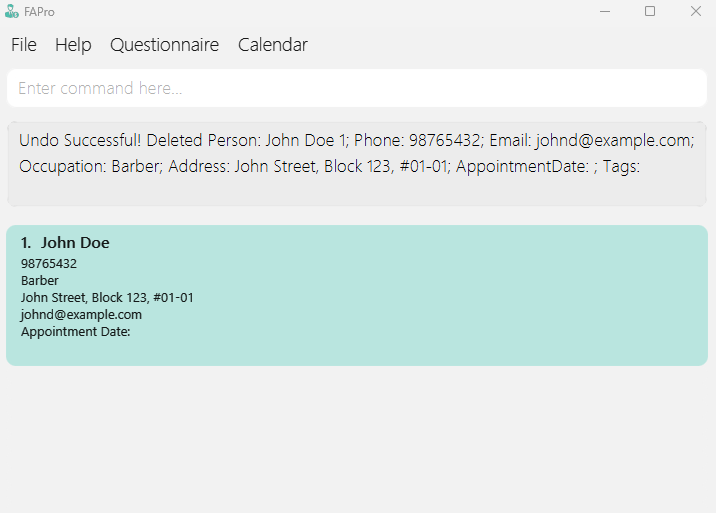 FAPro
File Help Questionnaire Calendar
Enter command here...
Undo Successful! Deleted Person: John Doe 1; Phone: 98765432; Email: johnd@example.com;
Occupation: Barber; Address: John Street, Block 123, #01-01; AppointmentDate: ; Tags:
1. John Doe
98765432
Barber
John Street, Block 123, #01-01
johnd@example.com
Appointment Date: